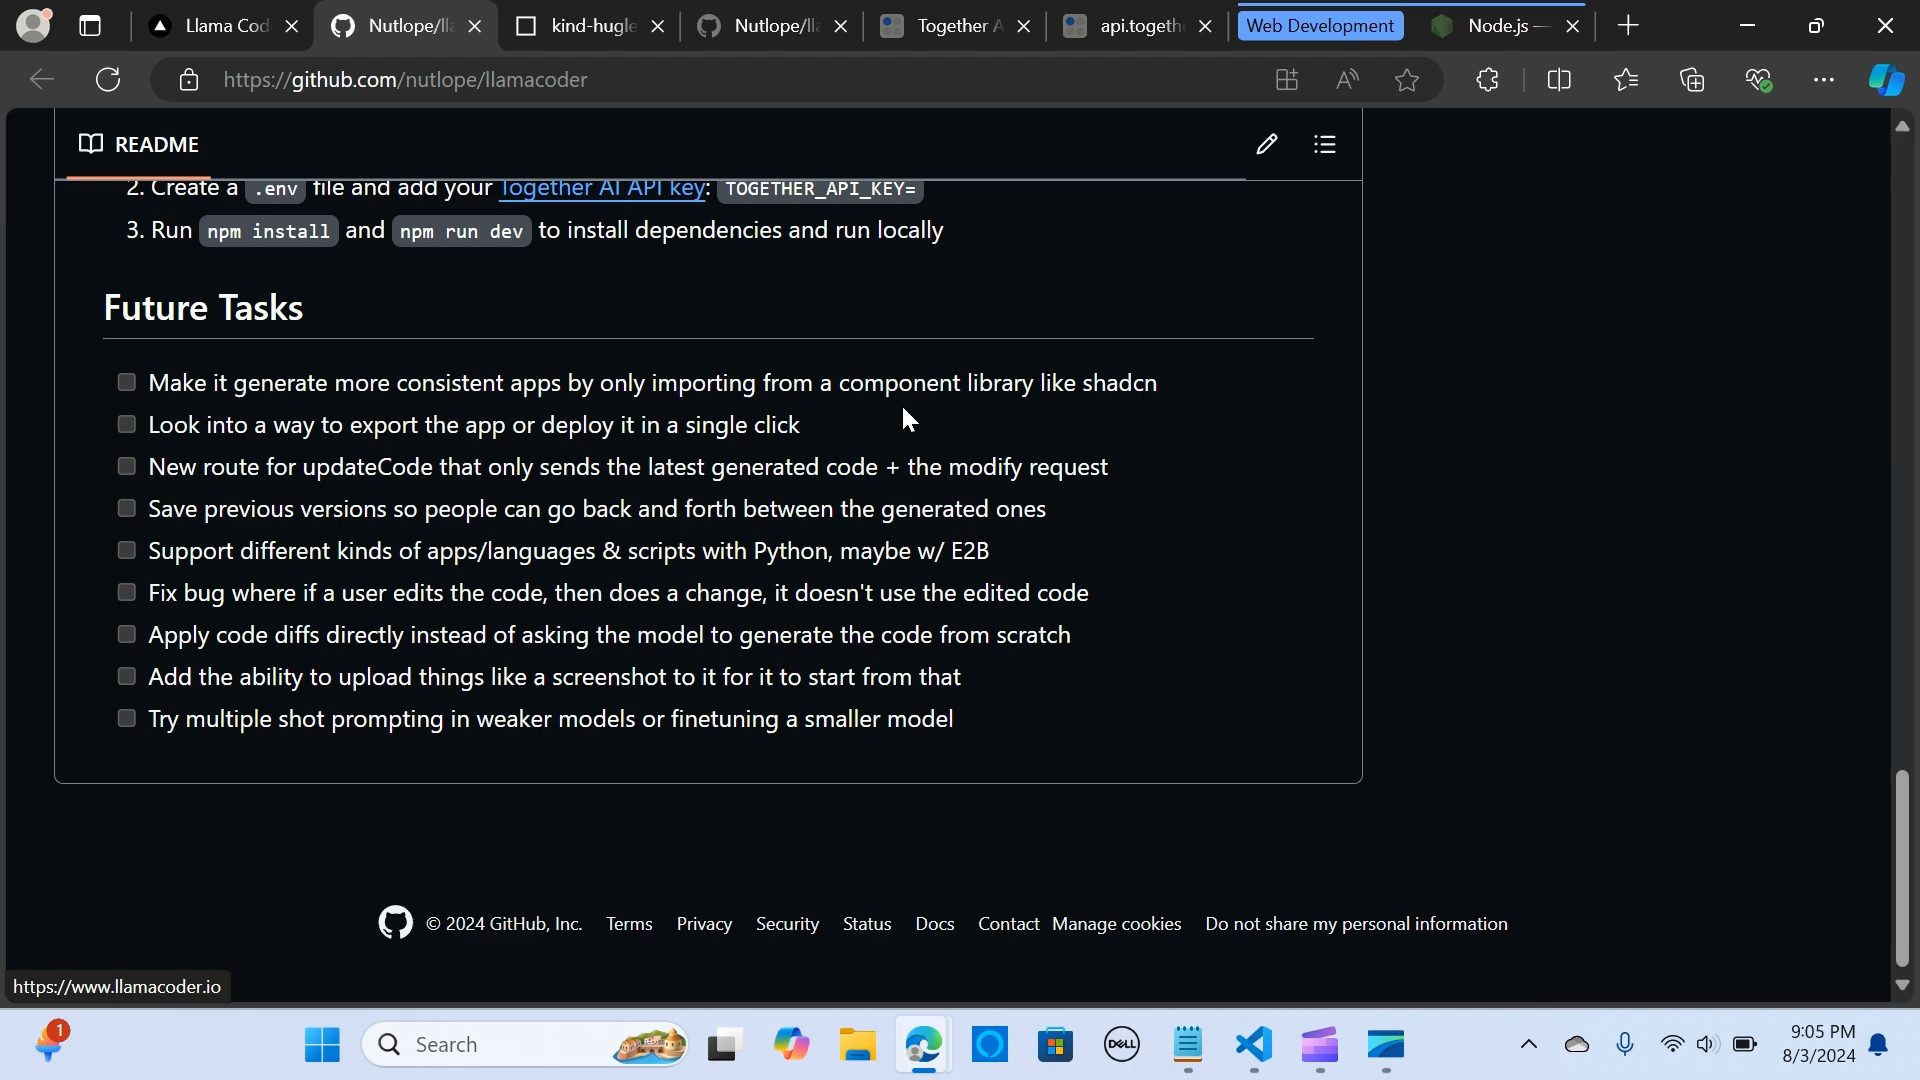 Llama Cod
Nutlope/lla
kind-hugle
Nutlope/lla
Together A
api.togeth
Web Development
Node.js —
https://github.com/nutlope/llamacoder
README
2. Create a .env file and add your Together AI API key: TOGETHER_API_KEY=
3. Run npm install and npm run dev to install dependencies and run locally
Future Tasks
Make it generate more consistent apps by only importing from a component library like shadcn
Look into a way to export the app or deploy it in a single click
New route for updateCode that only sends the latest generated code + the modify request
Save previous versions so people can go back and forth between the generated ones
Support different kinds of apps/languages & scripts with Python, maybe w/ E2B
Fix bug where if a user edits the code, then does a change, it doesn't use the edited code
Apply code diffs directly instead of asking the model to generate the code from scratch
Add the ability to upload things like a screenshot to it for it to start from that
Try multiple shot prompting in weaker models or finetuning a smaller model
© 2024 GitHub, Inc. Terms Privacy Security Status Docs Contact Manage cookies Do not share my personal information
https://www.llamacoder.io
1
Search
DELL
9:05 PM
8/3/2024